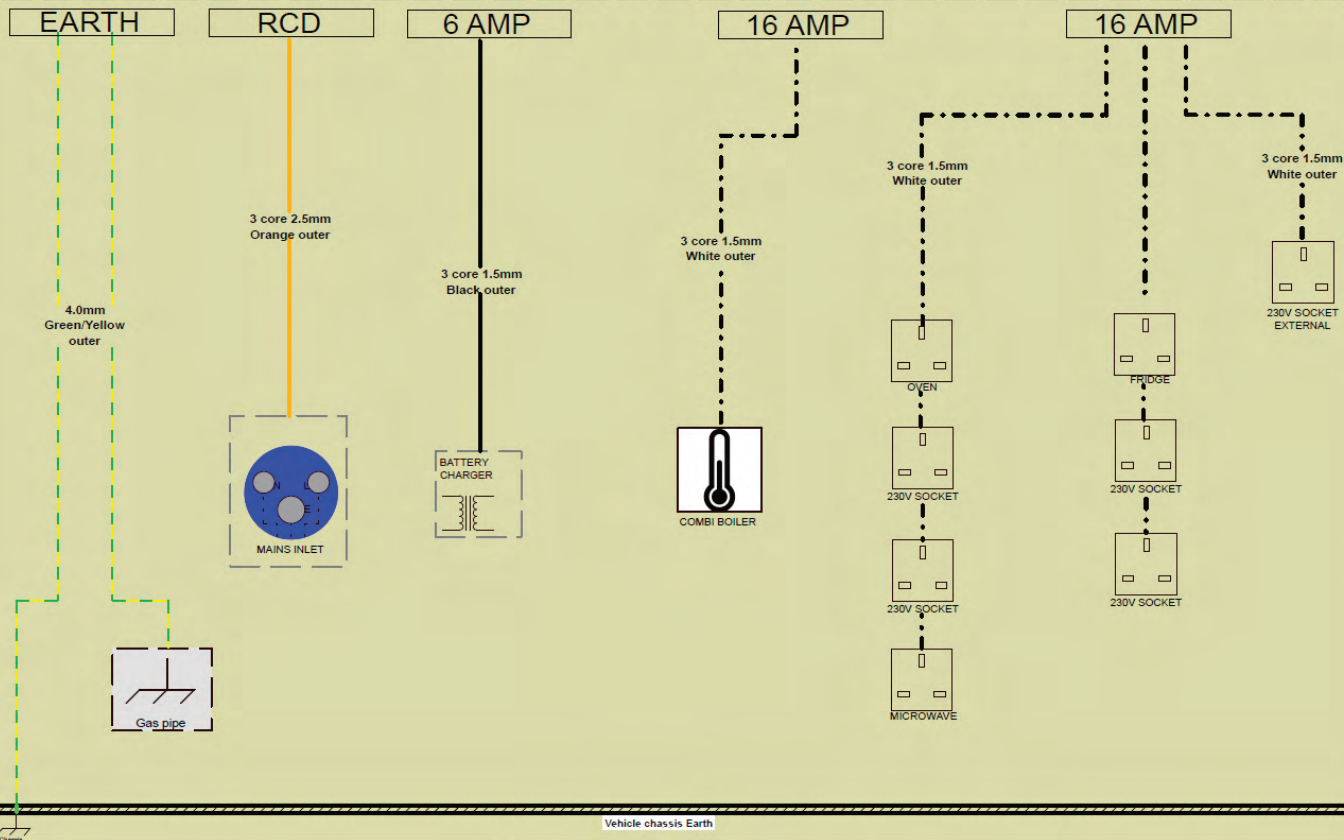 EARTH
RCD
6 AMP
16 AMP
16 AMP
3 core 1.5mm
White outer
3 core 1.5mm
White outer
3 core 2.5mm
Orange outer
3 core 1.5mm
White outer
3 core 1.5mm
Black outer
4.0mm
Green/Yellow
outer
230V SOCKET
EXTERNAL
OVEN
FRIDGE
BATTERY
CHARGER
N L
E
MAINS INLET
COMBI BOILER
230V SOCKET
230V SOCKET
230V SOCKET
230V SOCKET
Gas pipe
MICROWAVE
Vehicle chassis Earth